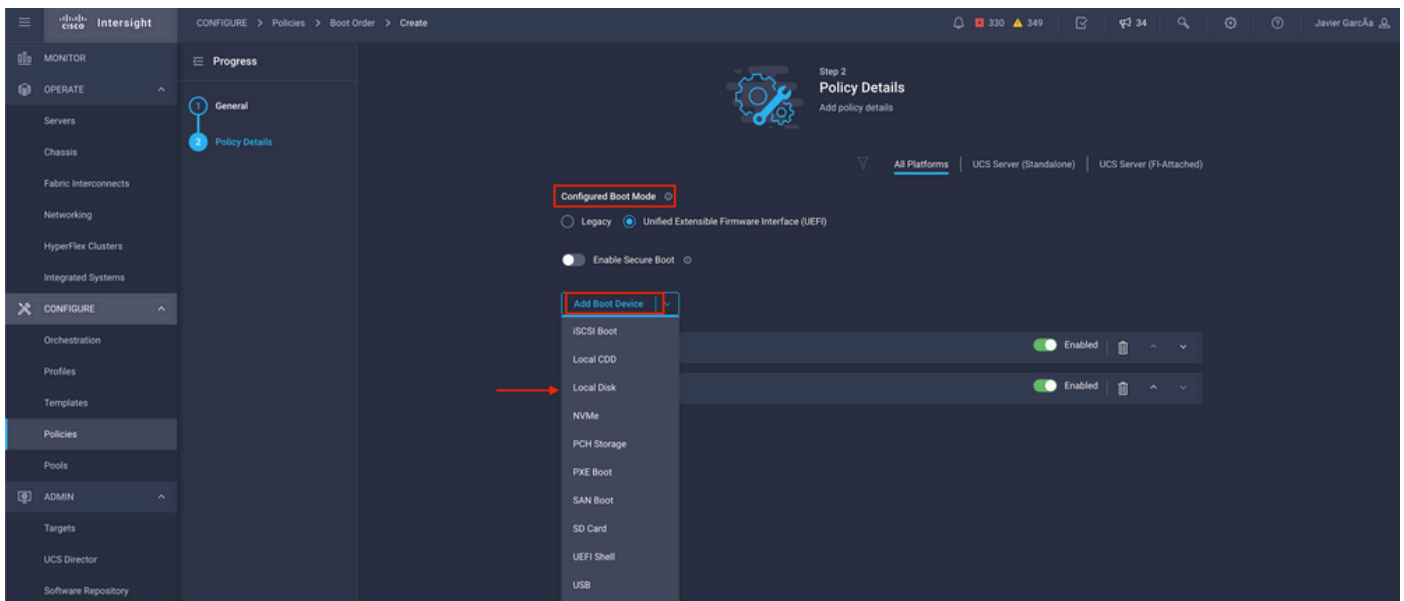 cisco Intersight
CONFIGURE > Policies > Boot Order > Create
330 349
34
Javier GarcÃa
MONITOR
OPERATE
Servers
Chassis
Fabric Interconnects
Networking
HyperFlex Clusters
Integrated Systems
CONFIGURE
Orchestration
Profiles
Templates
Policies
Pools
ADMIN
Targets
UCS Director
Software Repository
Progress
1 General
2 Policy Details
Step 2
Policy Details
Add policy details
All Platforms | UCS Server (Standalone) | UCS Server (FI-Attached)
Configured Boot Mode
Legacy Unified Extensible Firmware Interface (UEFI)
Enable Secure Boot
Add Boot Device
iSCSI Boot
Local CDD
Local Disk
NVMe
PCH Storage
PXE Boot
SAN Boot
SD Card
UEFI Shell
USB
Enabled
Enabled